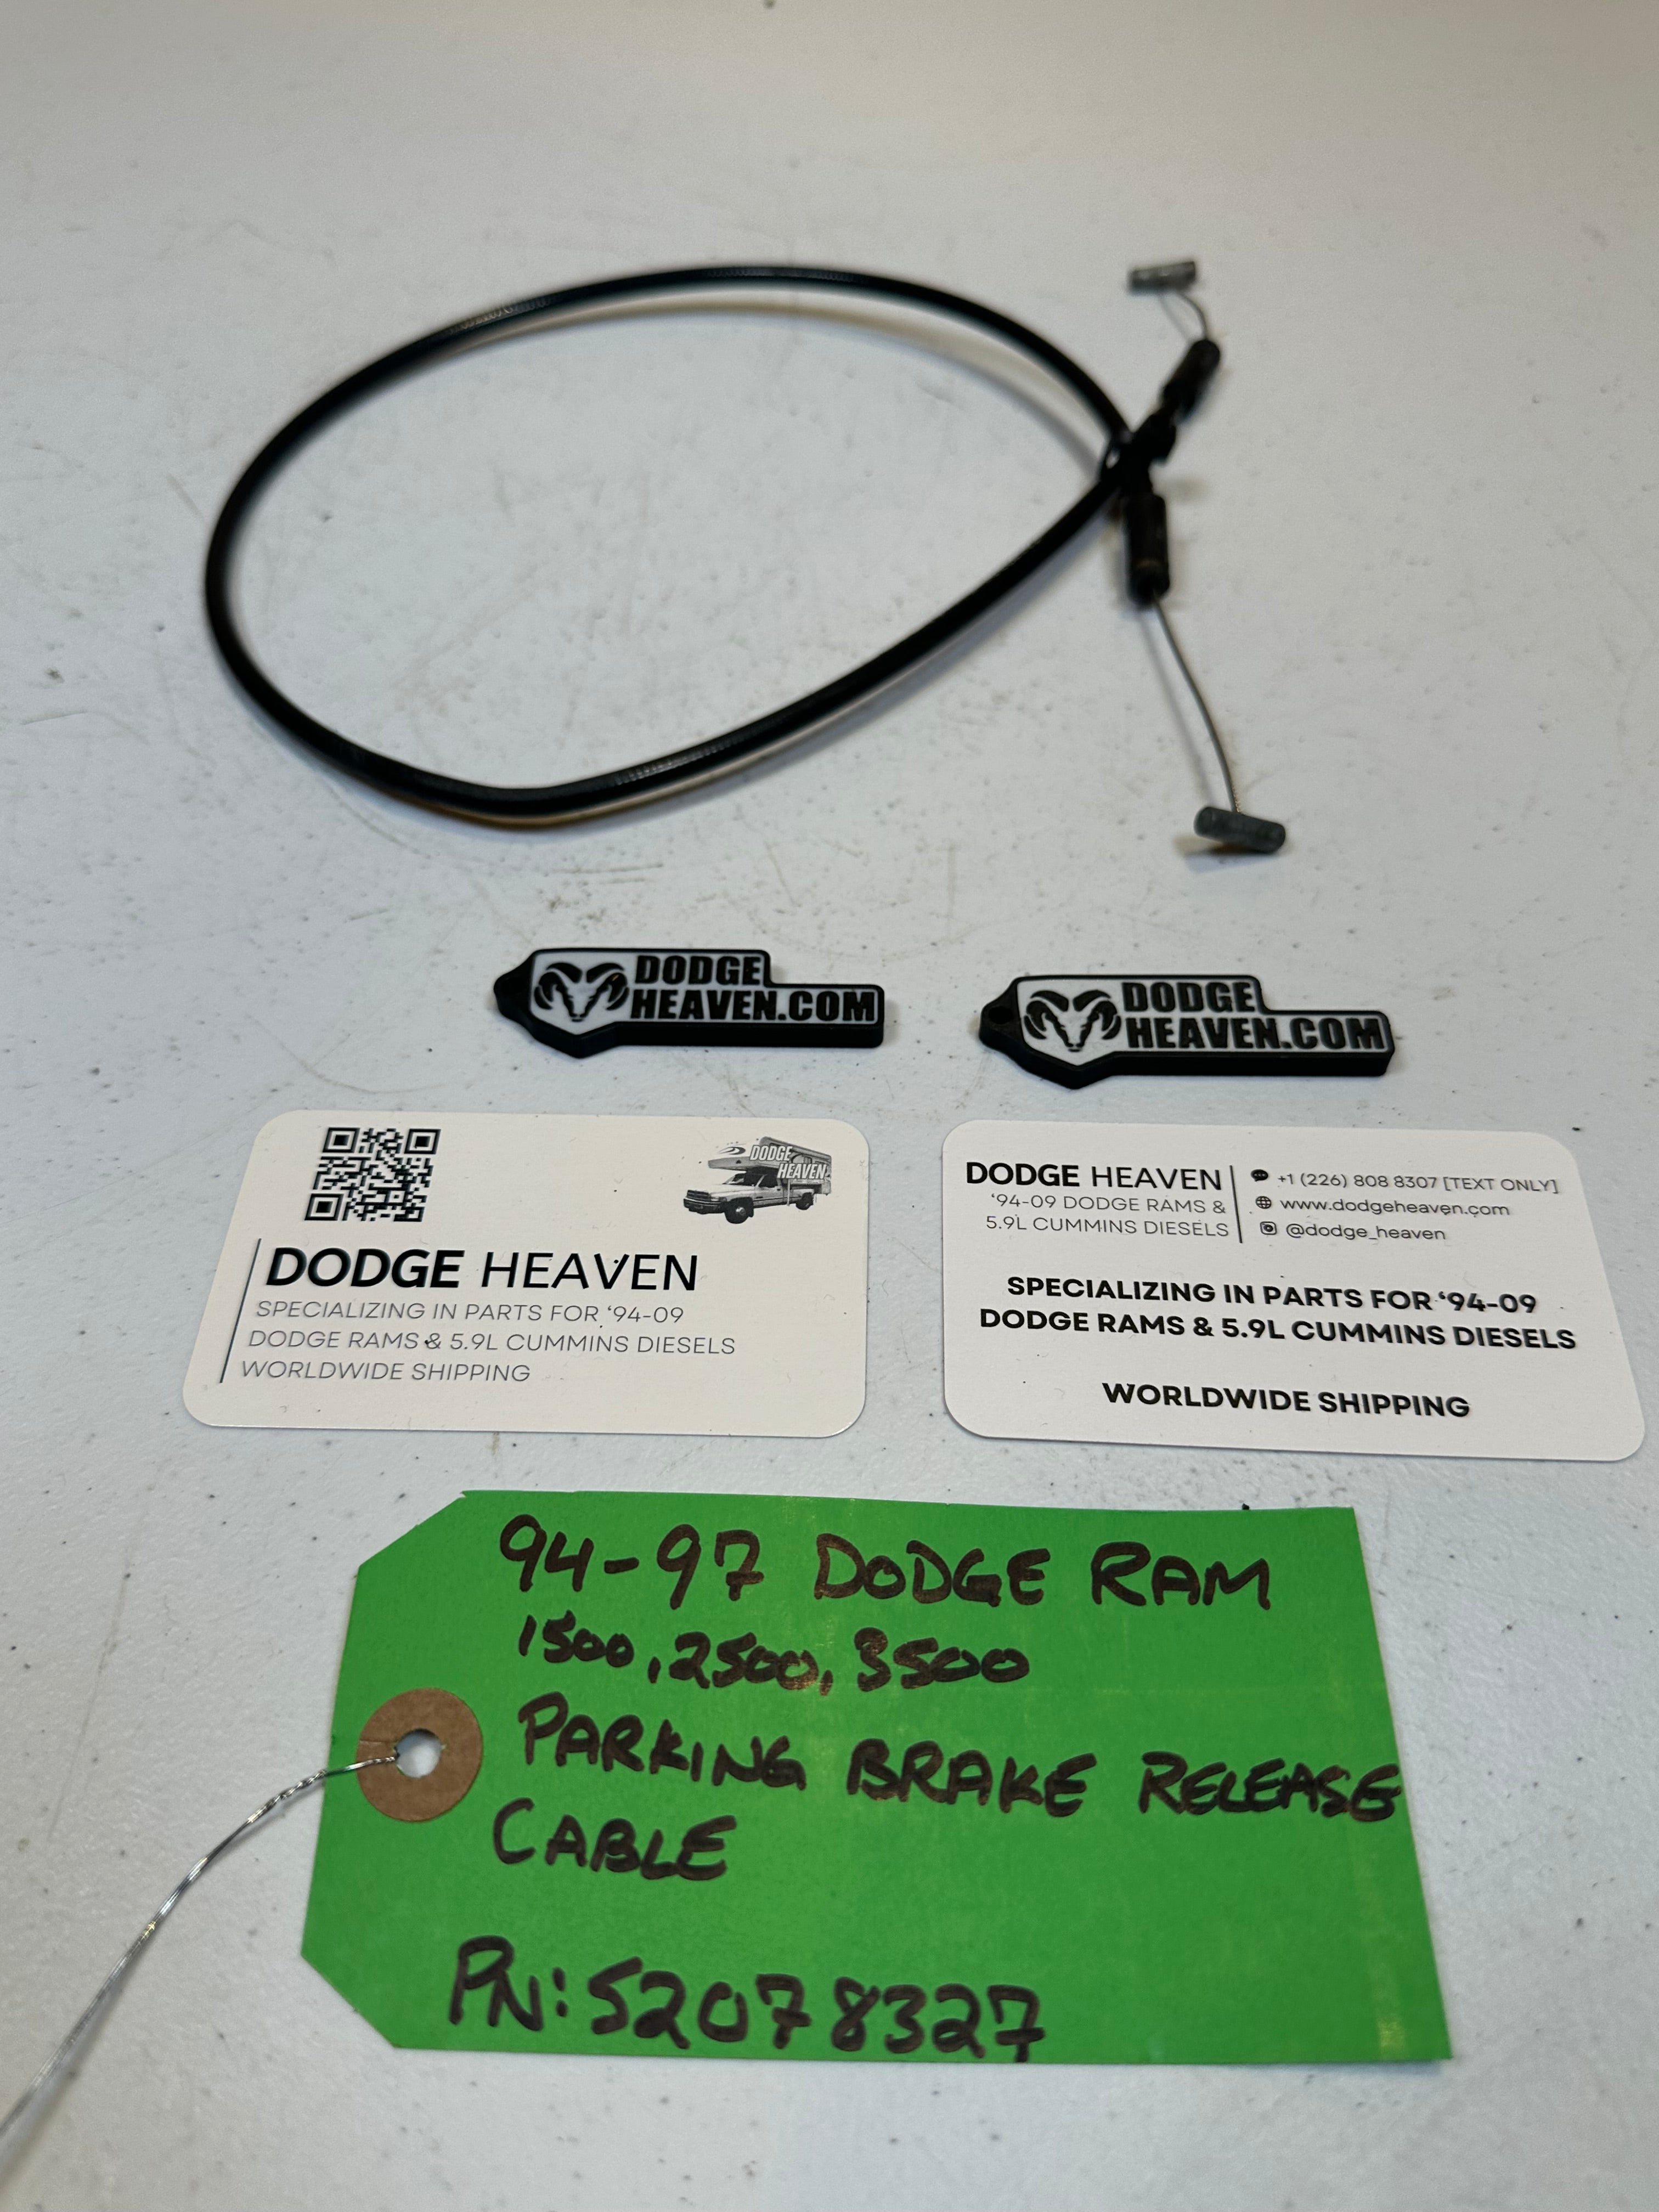 DODGE
HEAVEN.COM
DODGE
HEAVEN.COM
DODGE
HEAVEN
DODGE HEAVEN
SPECIALIZING IN PARTS FOR ‘94-09
DODGE RAMS & 5.9L CUMMINS DIESELS
WORLDWIDE SHIPPING
DODGE HEAVEN
‘94-09 DODGE RAMS &
5.9L CUMMINS DIESELS
+1 (226) 808 8307 [TEXT ONLY]
www.dodgeheaven.com
@dodge_heaven
SPECIALIZING IN PARTS FOR ‘94-09
DODGE RAMS & 5.9L CUMMINS DIESELS
WORLDWIDE SHIPPING
94-97 DODGE RAM
1500, 2500, 3500
PARKING BRAKE RELEASE
CABLE
PN: 52078327